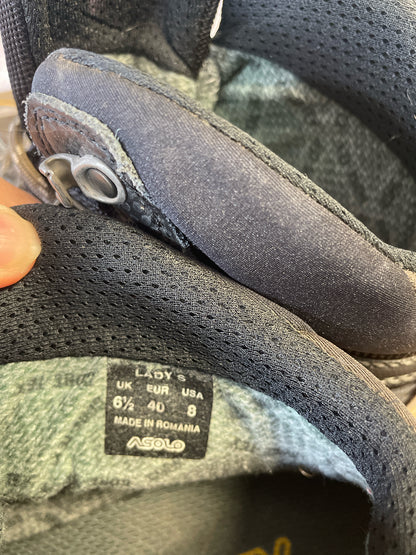 LADY'S
UK EUR USA
6½ 40 8
MADE IN ROMANIA
ASOLO